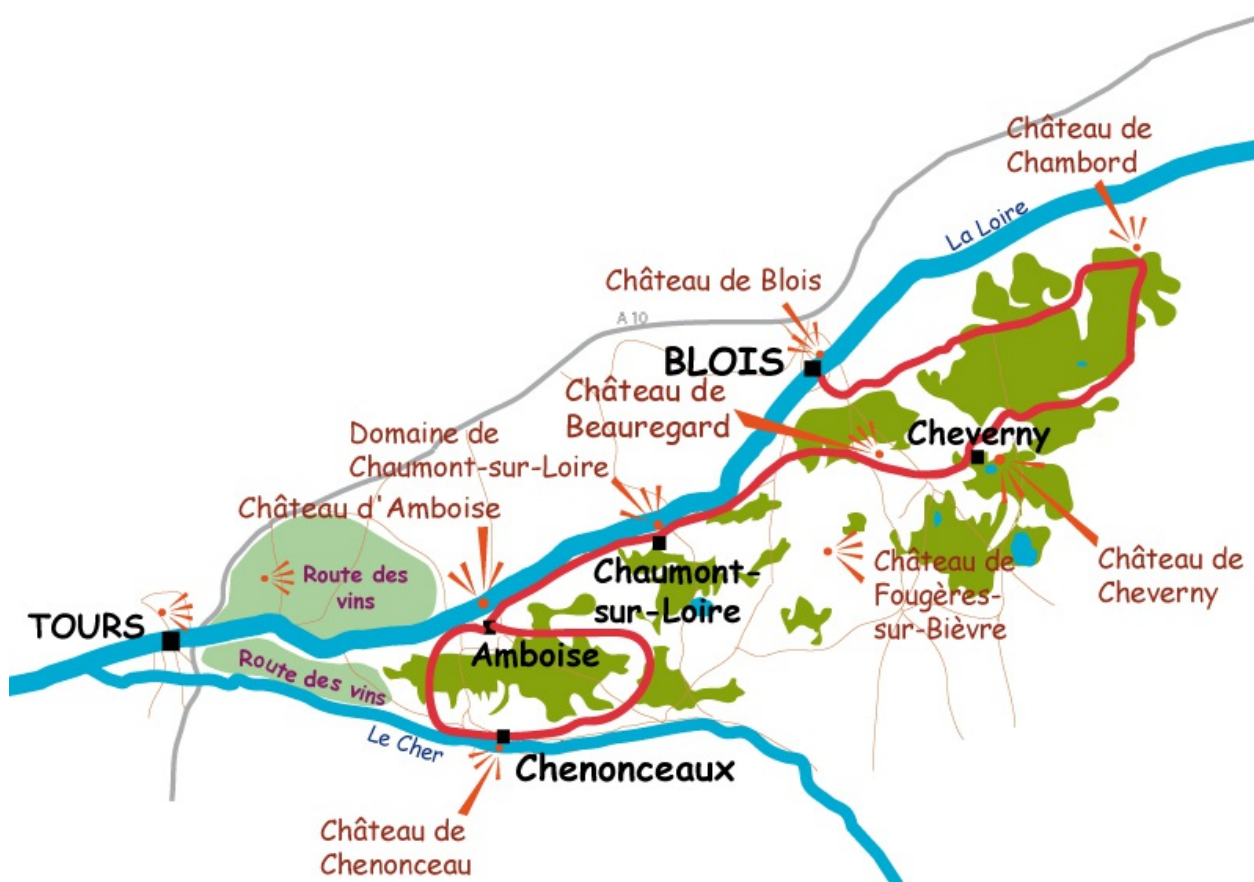 Château de
Chambord
La Loire
Château de Blois
A 10
BLOIS
Château de
Beauregard
Cheverny
Domaine de
Chaumont-sur-Loire
Château d'Amboise
Route des
vins
Chaumont-
sur-Loire
Château de
Fougères-
sur-Bièvre
Château de
Cheverny
TOURS
Amboise
Route des vins
Le Cher
Chenonceaux
Château de
Chenonceau